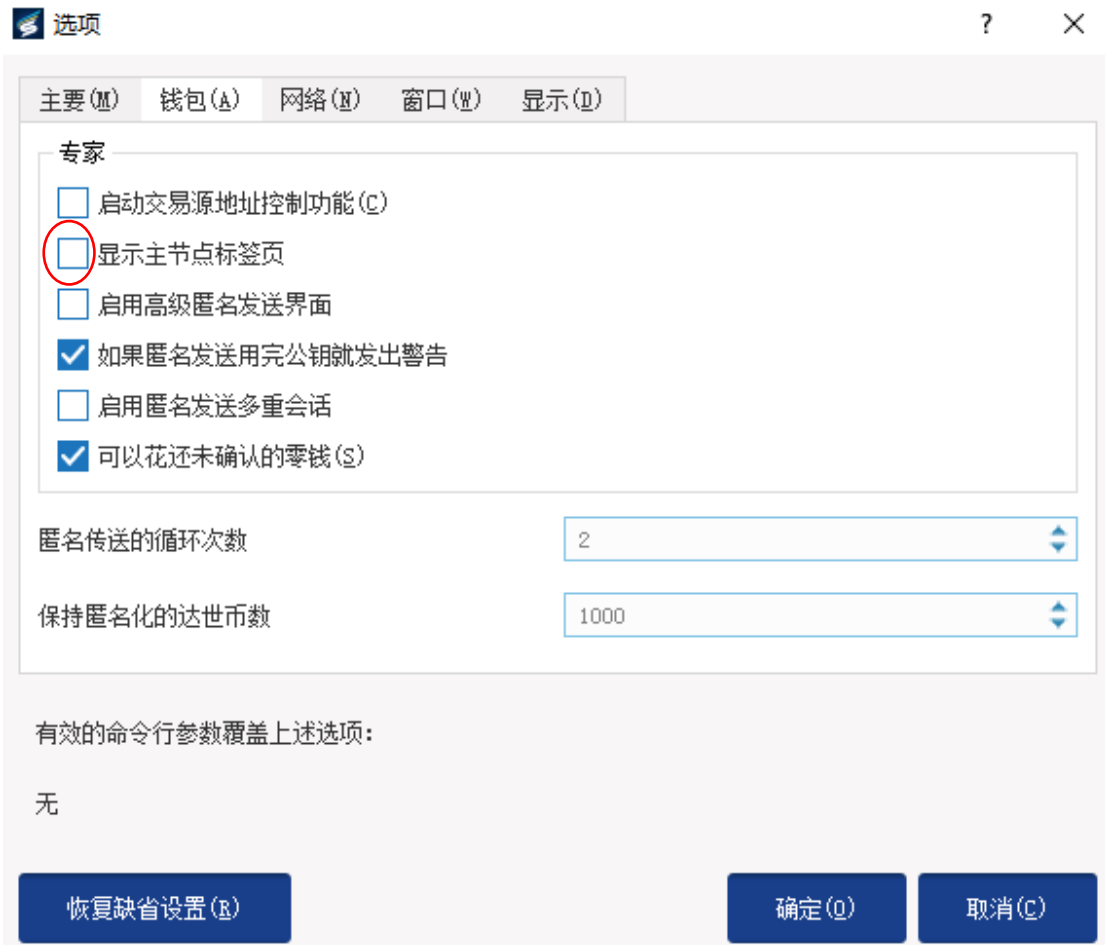 选项 ?
主要(M) 钱包(A) 网络(N) 窗口(W) 显示(D)
专家
启动交易源地址控制功能(C)
显示主节点标签页
启用高级匿名发送界面
如果匿名发送用完公钥就发出警告
启用匿名发送多重会话
可以花还未确认的零钱(S)
匿名传送的循环次数 2
保持匿名化的达世币数 1000
有效的命令行参数覆盖上述选项:
无
恢复缺省设置(R) 确定(O) 取消(C)